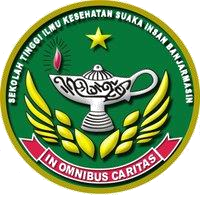 SEKOLAH TINGGI ILMU KESEHATAN SUAKA INSAN BANJARMASIN
IN OMNIBUS CARITAS